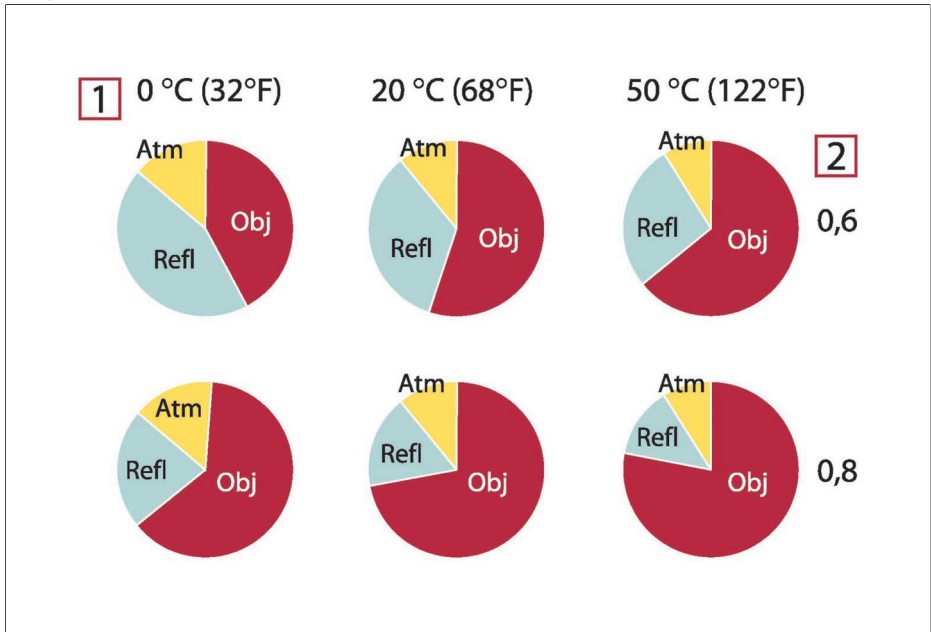 1 0 °C (32°F) 20 °C (68°F) 50 °C (122°F)
2
Atm Obj Refl
Atm Obj Refl
Atm Obj Refl
0,6
Atm Refl Obj
Atm Refl Obj
Atm Refl Obj
0,8